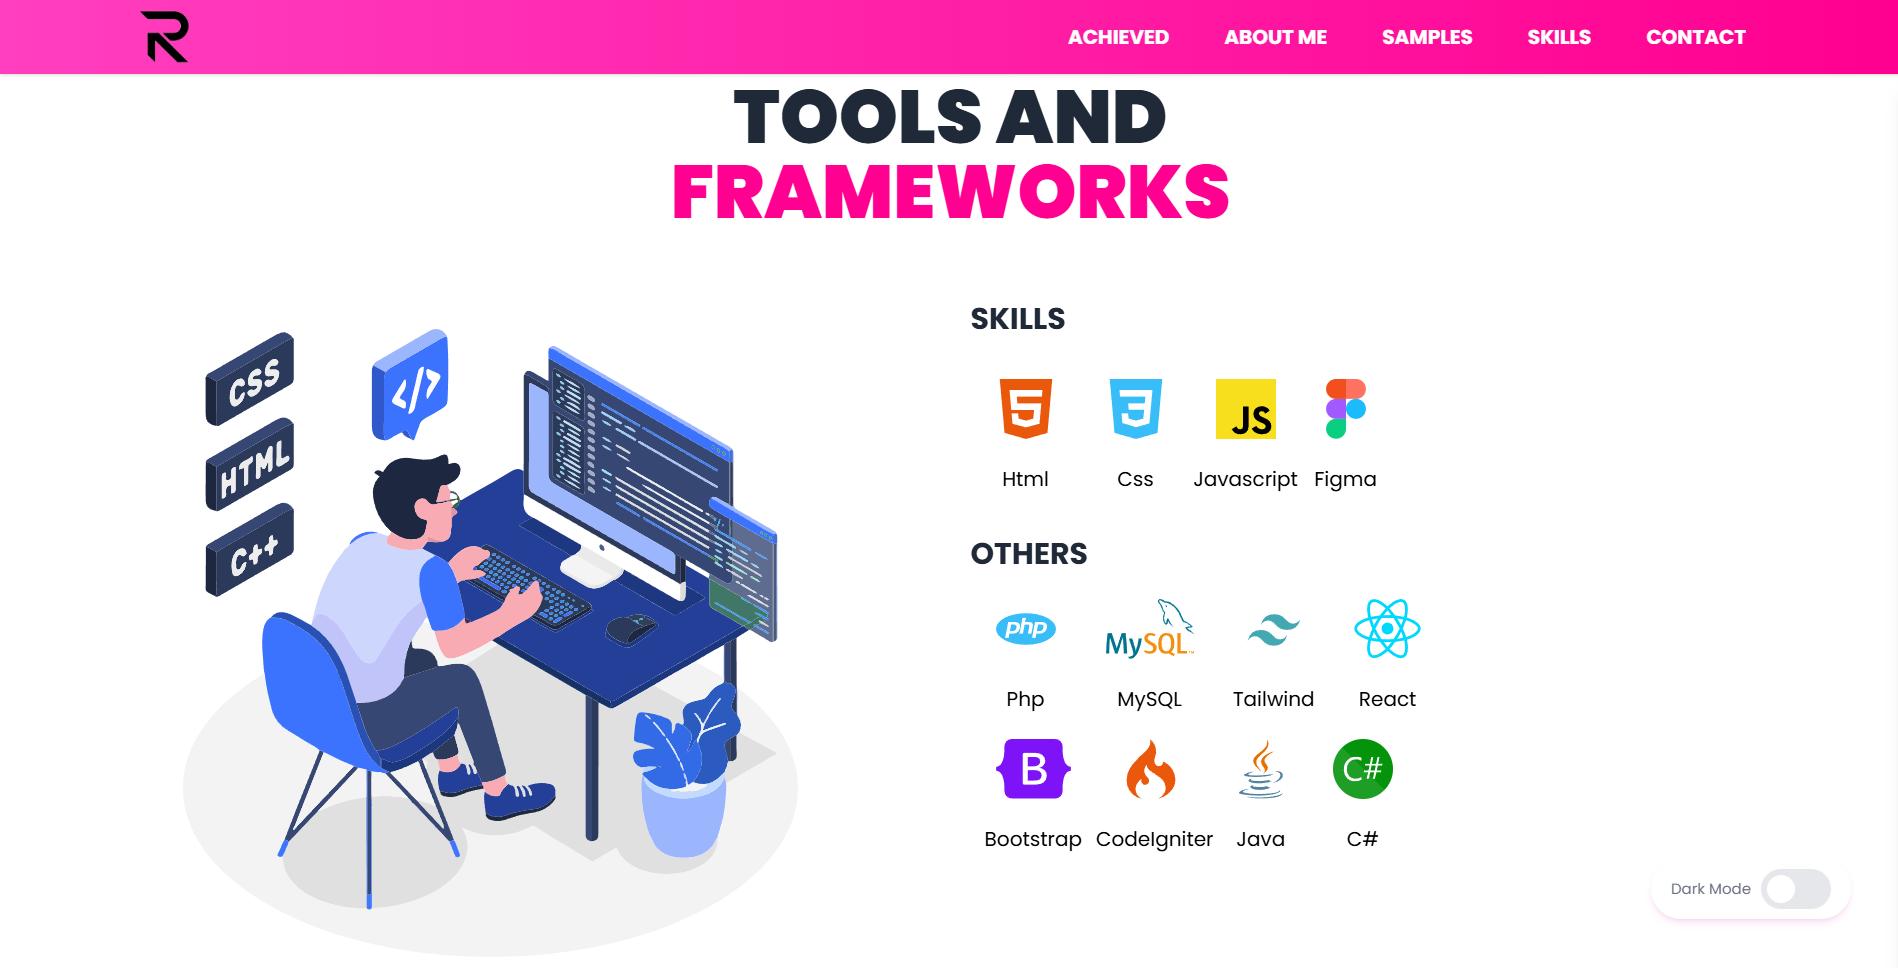 R
ACHIEVED ABOUT ME SAMPLES SKILLS CONTACT
TOOLS AND
FRAMEWORKS
CSS
HTML
C++
</>
SKILLS
5 3 JS
Html Css Javascript Figma
OTHERS
php MySQL™
Php MySQL Tailwind React
B C#
Bootstrap CodeIgniter Java C#
Dark Mode